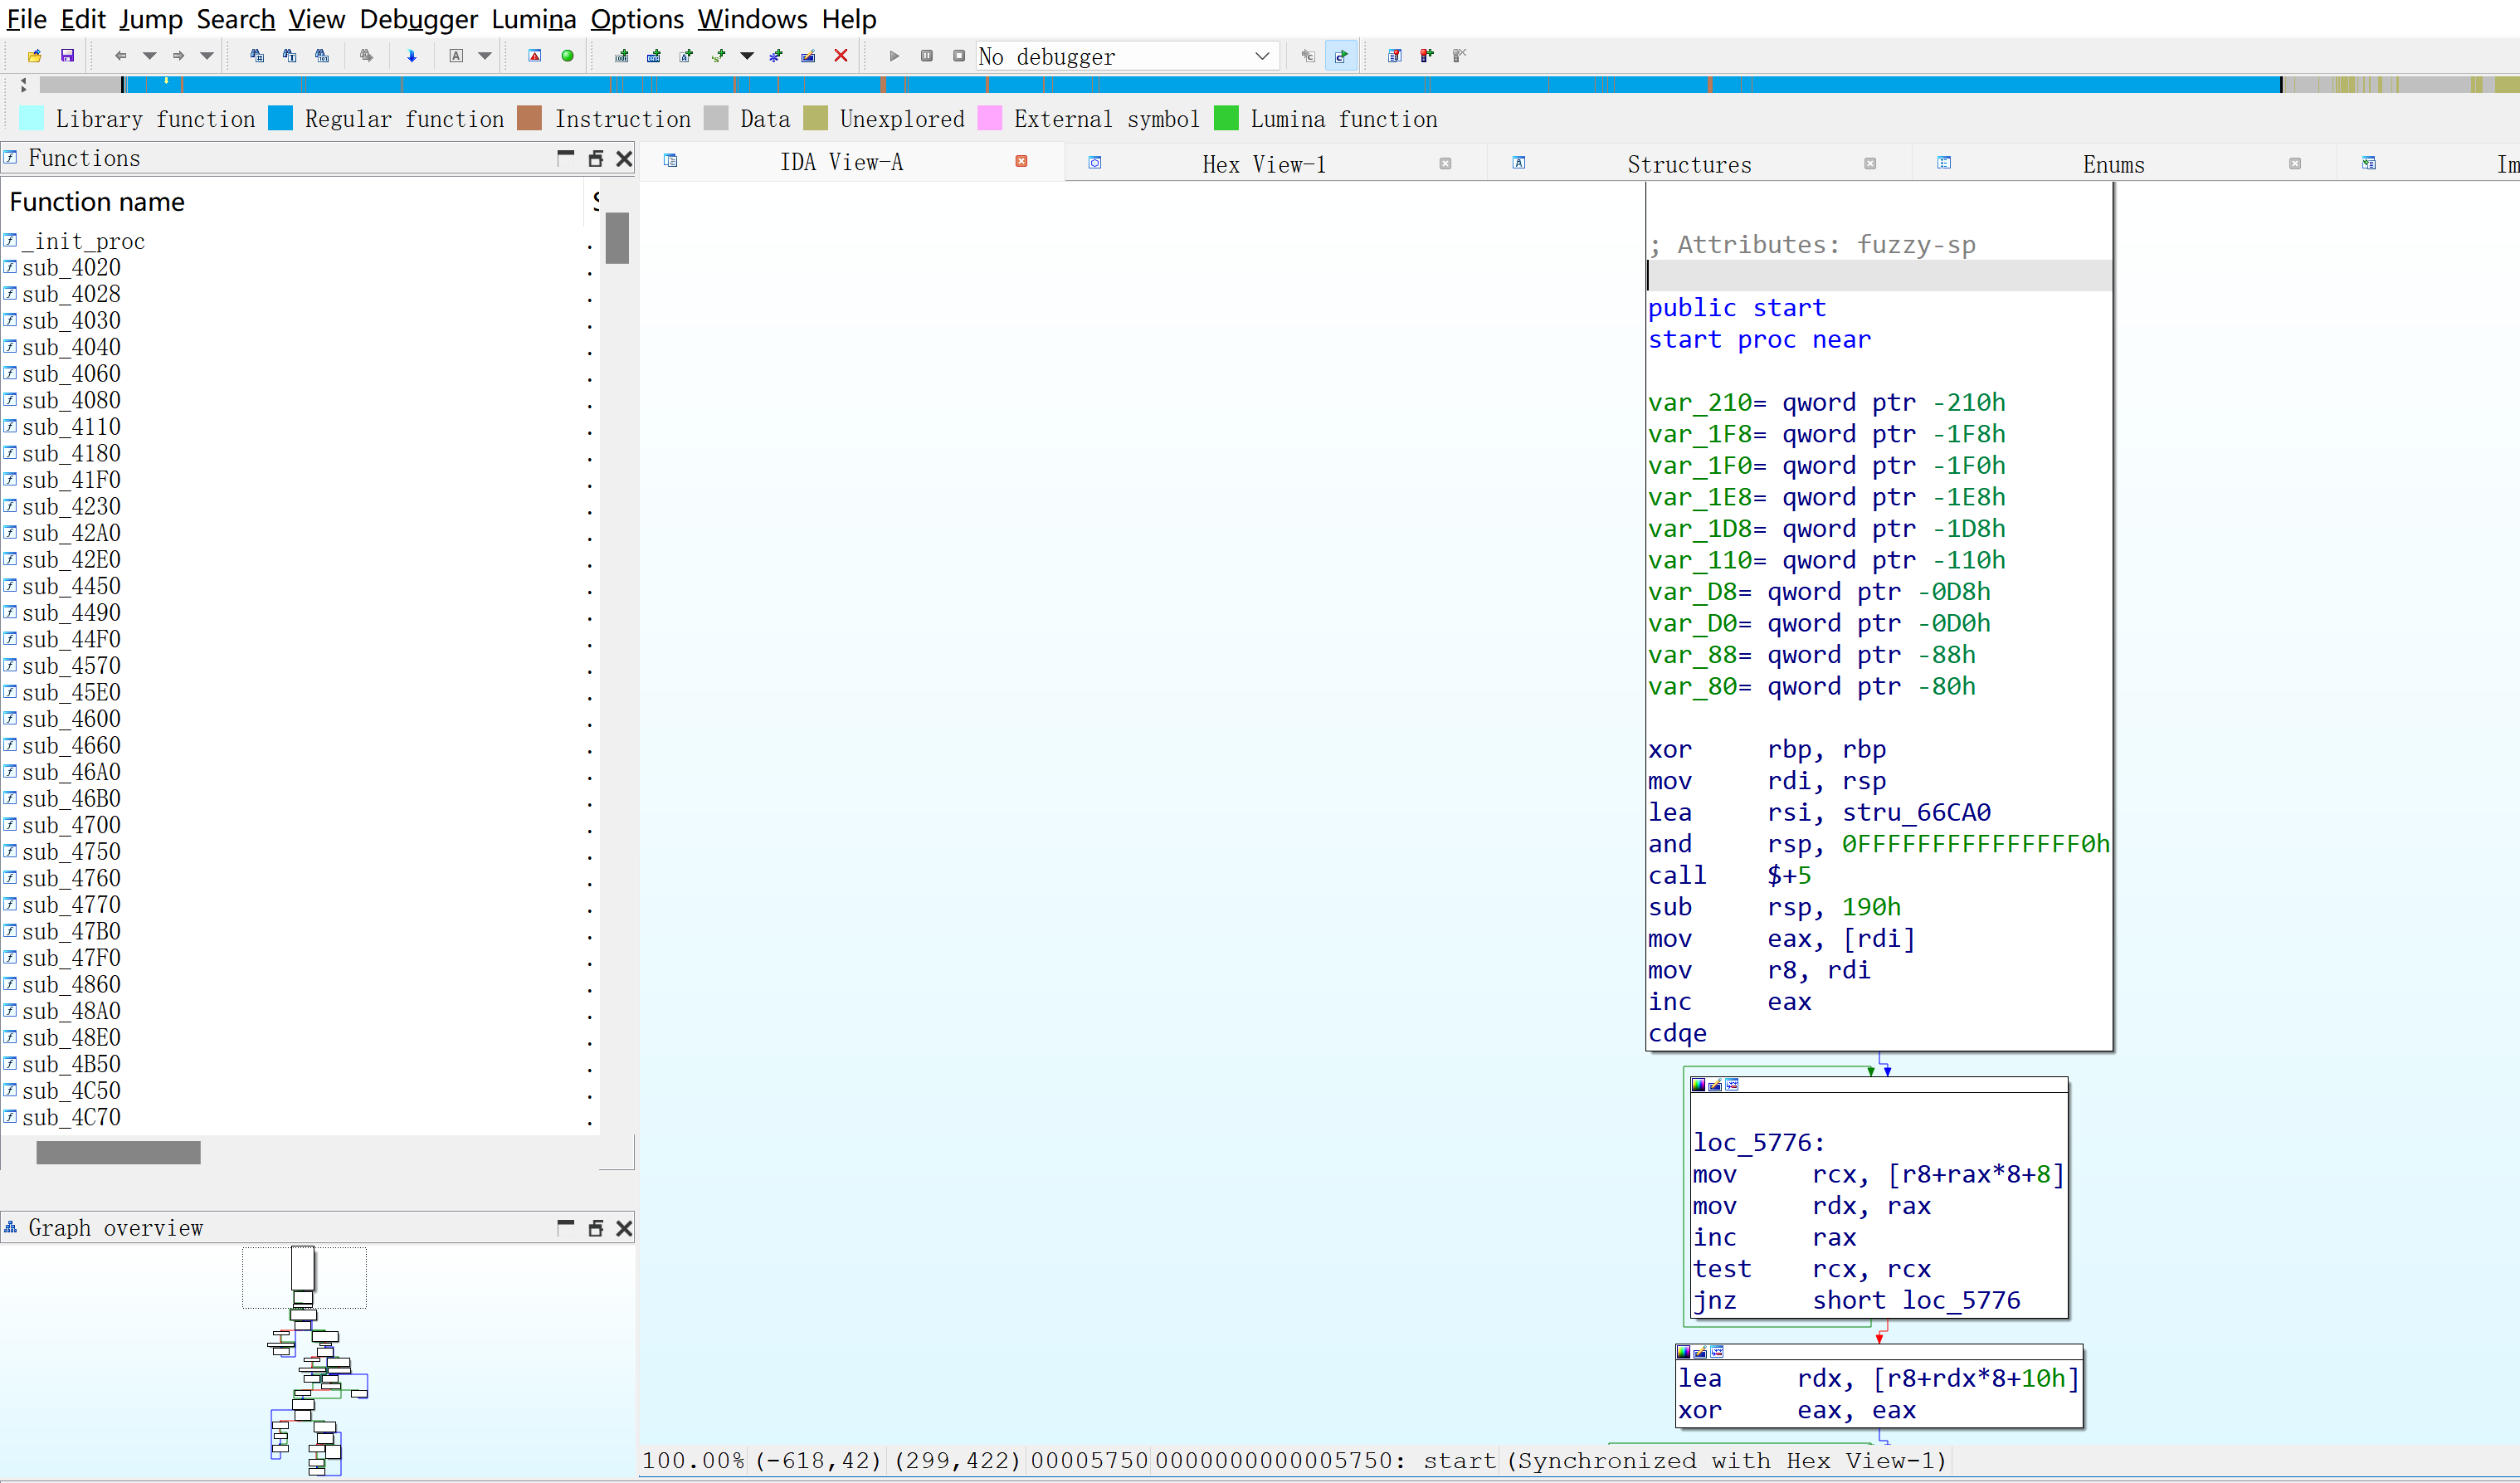 File Edit Jump Search View Debugger Lumina Options Windows Help
No debugger
Library function Regular function Instruction Data Unexplored External symbol Lumina function
Functions
Function name
_init_proc
sub_4020
sub_4028
sub_4030
sub_4040
sub_4060
sub_4080
sub_4110
sub_4180
sub_41F0
sub_4230
sub_42A0
sub_42E0
sub_4450
sub_4490
sub_44F0
sub_4570
sub_45E0
sub_4600
sub_4660
sub_46A0
sub_46B0
sub_4700
sub_4750
sub_4760
sub_4770
sub_47B0
sub_47F0
sub_4860
sub_48A0
sub_48E0
sub_4B50
sub_4C50
sub_4C70
Graph overview
IDA View-A Hex View-1 Structures Enums Im
; Attributes: fuzzy-sp
public start
start proc near
var_210= qword ptr -210h
var_1F8= qword ptr -1F8h
var_1F0= qword ptr -1F0h
var_1E8= qword ptr -1E8h
var_1D8= qword ptr -1D8h
var_110= qword ptr -110h
var_D8= qword ptr -0D8h
var_D0= qword ptr -0D0h
var_88= qword ptr -88h
var_80= qword ptr -80h
xor rbp, rbp
mov rdi, rsp
lea rsi, stru_66CA0
and rsp, 0FFFFFFFFFFFFFFF0h
call $+5
sub rsp, 190h
mov eax, [rdi]
mov r8, rdi
inc eax
cdqe
loc_5776:
mov rcx, [r8+rax*8+8]
mov rdx, rax
inc rax
test rcx, rcx
jnz short loc_5776
lea rdx, [r8+rdx*8+10h]
xor eax, eax
100.00% (-618,42) (299,422) 00005750 0000000000005750: start (Synchronized with Hex View-1)